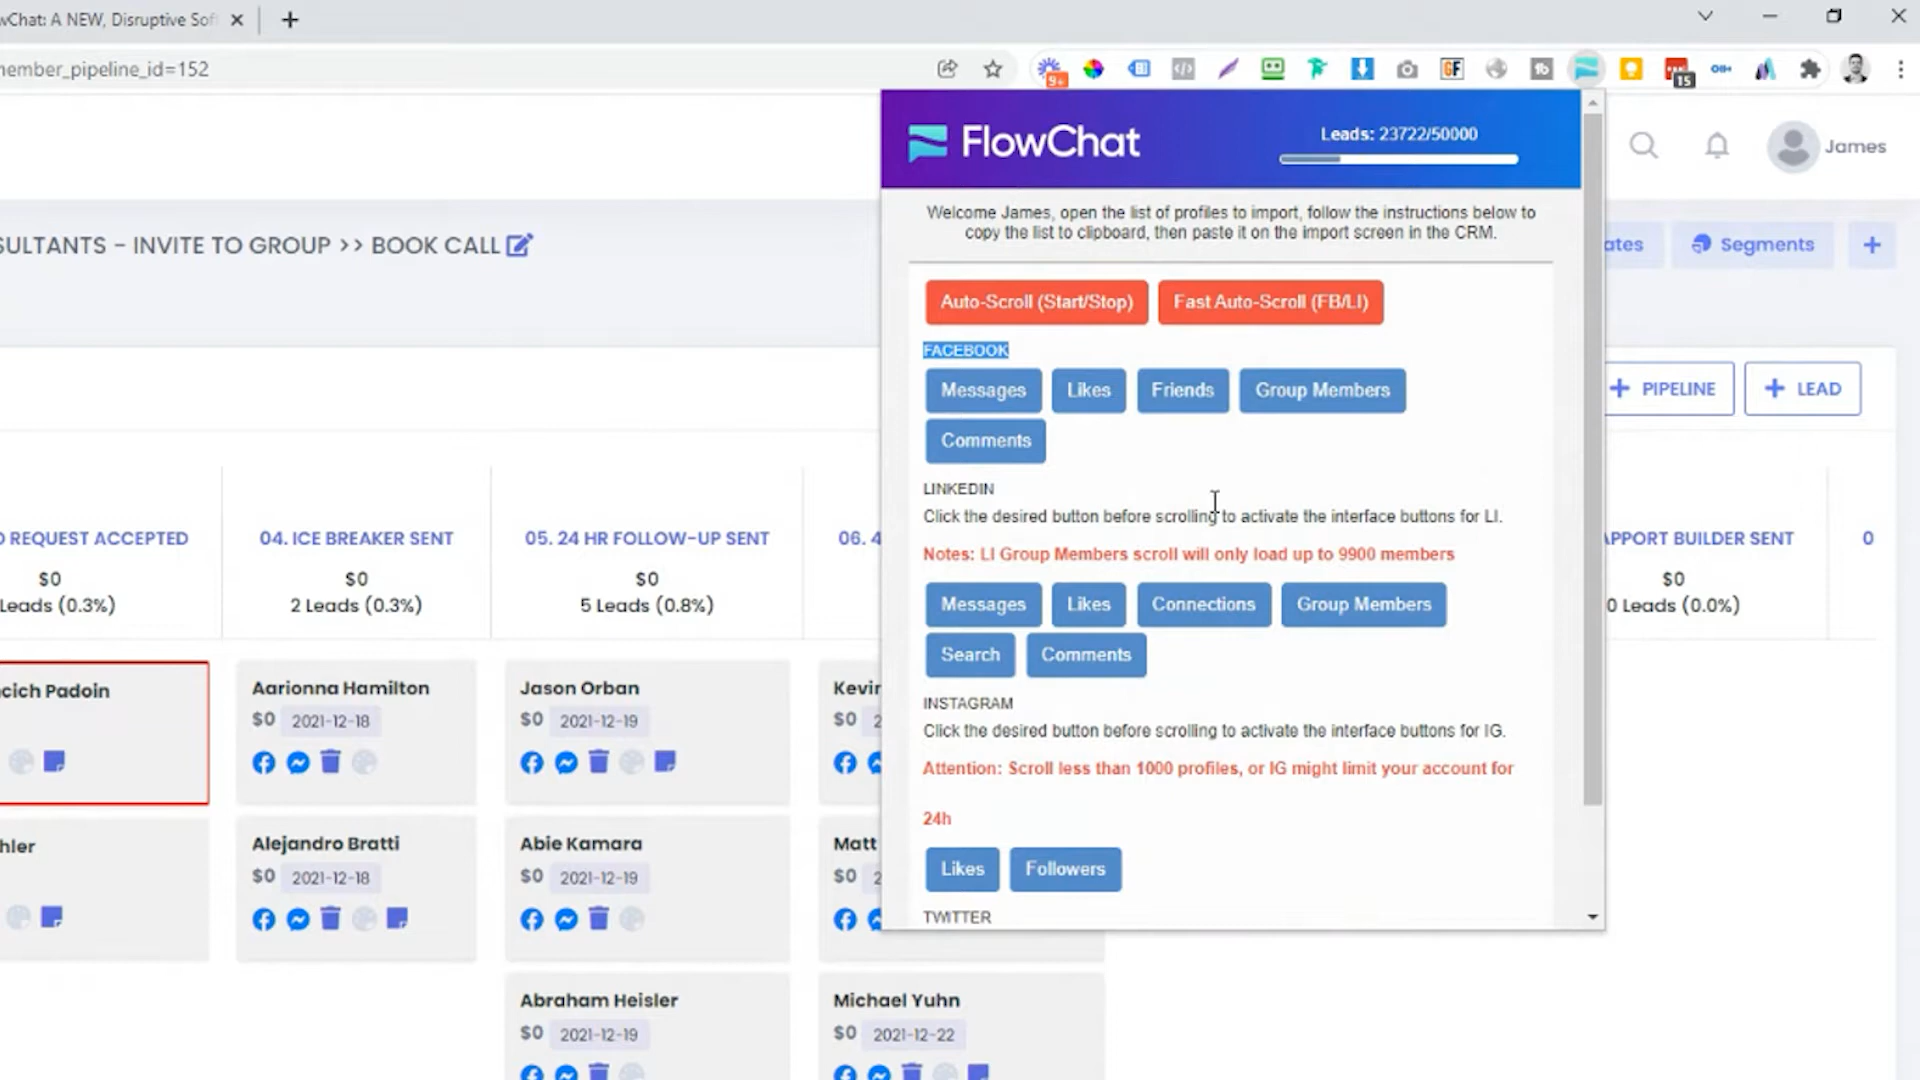 wChat: A NEW, Disruptive Sof
member_pipeline_id=152
9+
GF
15
FlowChat
Leads: 23722/50000
James
Welcome James, open the list of profiles to import, follow the instructions below to
copy the list to clipboard, then paste it on the import screen in the CRM.
SULTANTS - INVITE TO GROUP >> BOOK CALL
ates
Segments
+
Auto-Scroll (Start/Stop)
Fast Auto-Scroll (FB/LI)
FACEBOOK
Messages
Likes
Friends
Group Members
+ PIPELINE
+ LEAD
Comments
LINKEDIN
Click the desired button before scrolling to activate the interface buttons for LI.
Notes: LI Group Members scroll will only load up to 9900 members
D REQUEST ACCEPTED
$0
Leads (0.3%)
04. ICE BREAKER SENT
$0
2 Leads (0.3%)
05. 24 HR FOLLOW-UP SENT
$0
5 Leads (0.8%)
06. 4
APPORT BUILDER SENT
$0
0 Leads (0.0%)
0
Messages
Likes
Connections
Group Members
Search
Comments
INSTAGRAM
Click the desired button before scrolling to activate the interface buttons for IG.
Attention: Scroll less than 1000 profiles, or IG might limit your account for
24h
Likes
Followers
TWITTER
cich Padoin
hler
Aarionna Hamilton
$0 2021-12-18
Alejandro Bratti
$0 2021-12-18
Jason Orban
$0 2021-12-19
Abie Kamara
$0 2021-12-19
Abraham Heisler
$0 2021-12-19
Kevin
$0 2
Matt
$0 2
Michael Yuhn
$0 2021-12-22